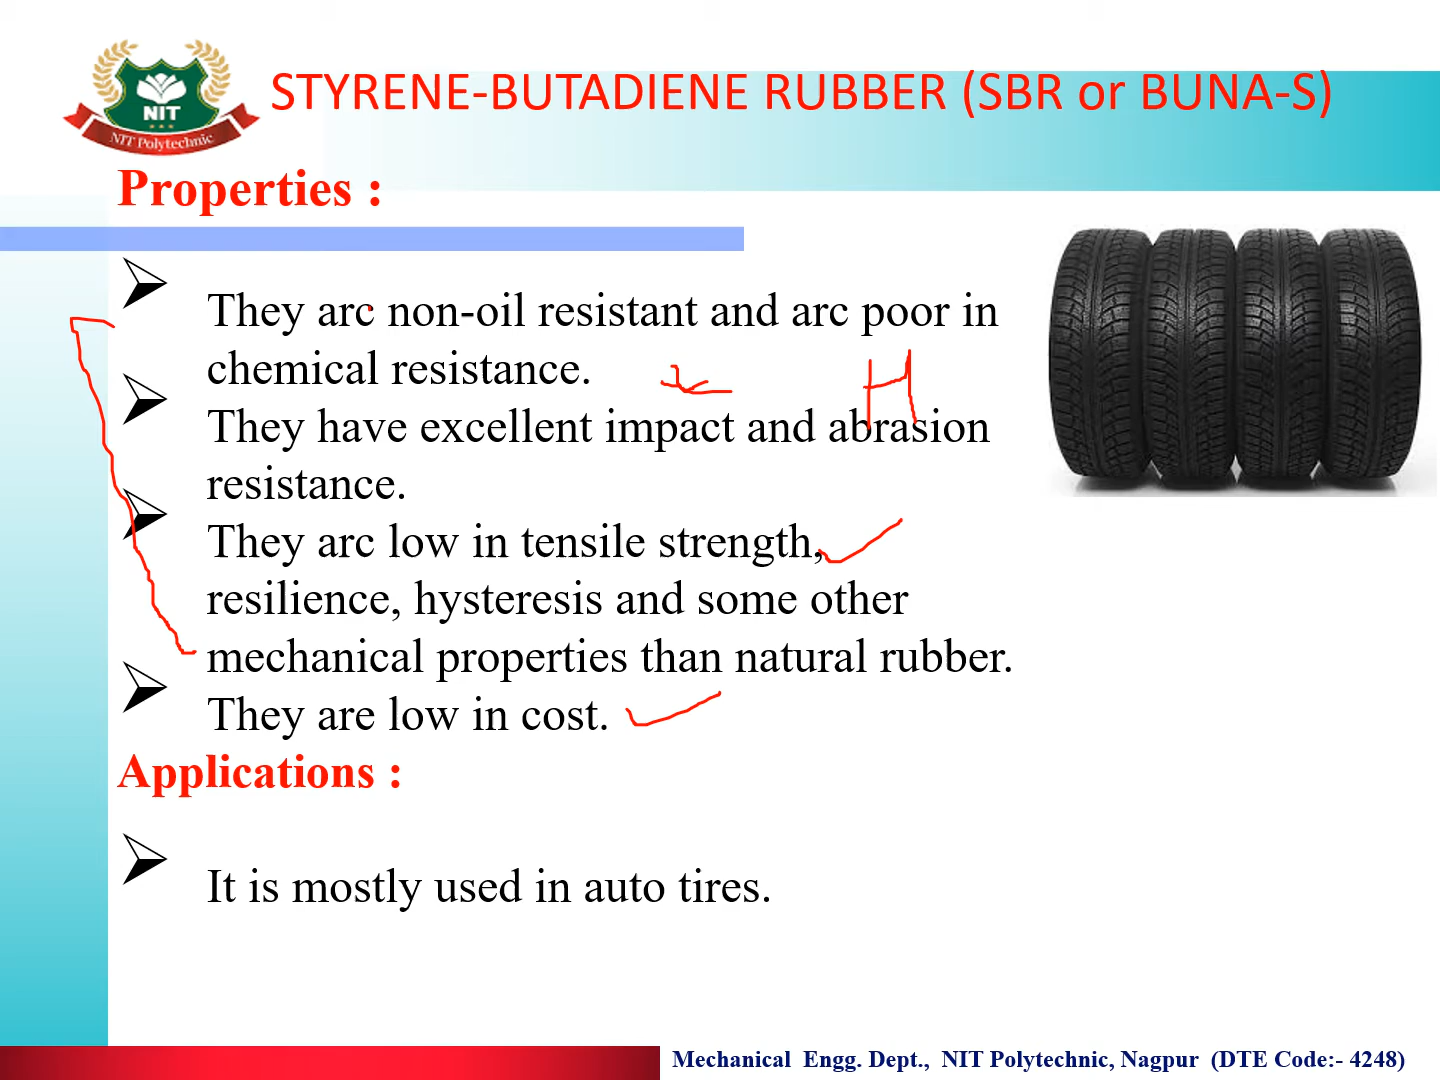 NIT
NIT Polytechnic
STYRENE-BUTADIENE RUBBER (SBR or BUNA-S)
Properties :
They arc non-oil resistant and arc poor in
chemical resistance.
H
They have excellent impact and abrasion
resistance.
They arc low in tensile strength,
resilience, hysteresis and some other
mechanical properties than natural rubber.
They are low in cost.
Applications :
It is mostly used in auto tires.
Mechanical Engg. Dept., NIT Polytechnic, Nagpur (DTE Code:- 4248)